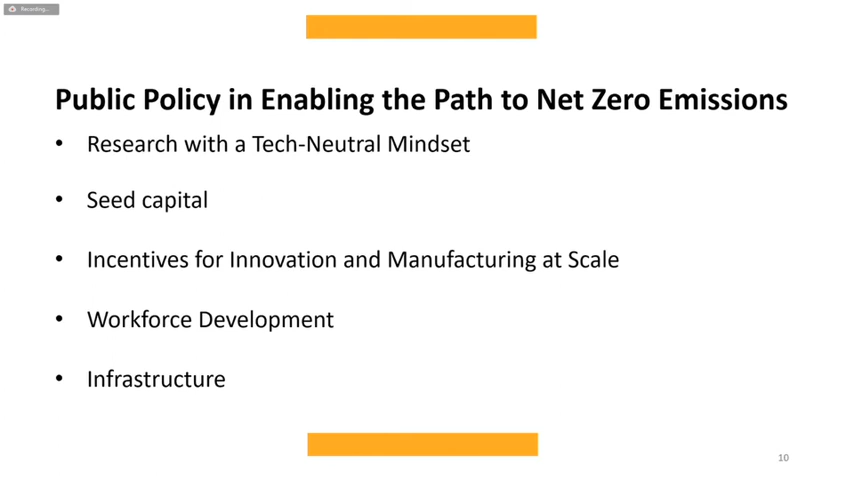 Recording...
Public Policy in Enabling the Path to Net Zero Emissions
• Research with a Tech-Neutral Mindset
• Seed capital
• Incentives for Innovation and Manufacturing at Scale
• Workforce Development
• Infrastructure
10